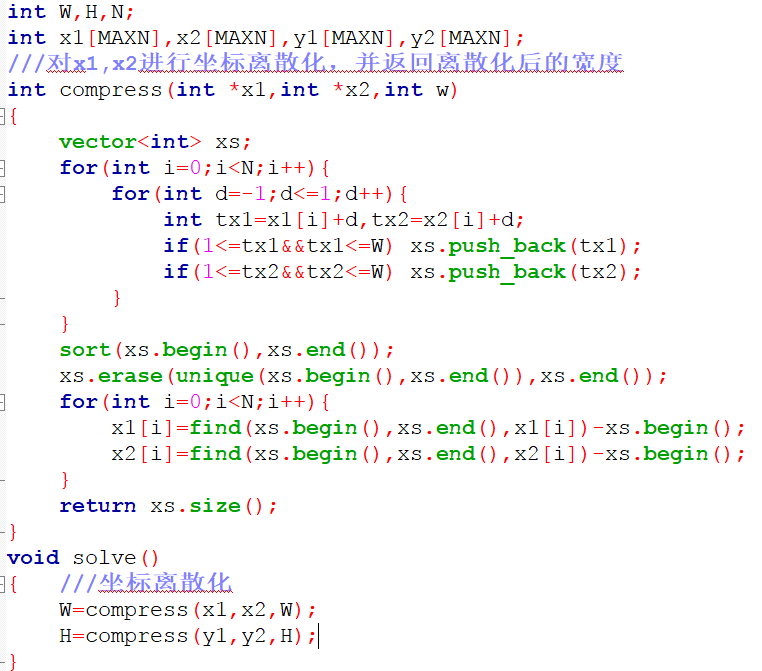 int W,H,N;
int x1[MAXN],x2[MAXN],y1[MAXN],y2[MAXN];
///对x1,x2进行坐标离散化，并返回离散化后的宽度
int compress(int *x1,int *x2,int w)
{
    vector<int> xs;
    for(int i=0;i<N;i++){
        for(int d=-1;d<=1;d++){
            int tx1=x1[i]+d,tx2=x2[i]+d;
            if(1<=tx1&&tx1<=W) xs.push_back(tx1);
            if(1<=tx2&&tx2<=W) xs.push_back(tx2);
        }
    }
    sort(xs.begin(),xs.end());
    xs.erase(unique(xs.begin(),xs.end()),xs.end());
    for(int i=0;i<N;i++){
        x1[i]=find(xs.begin(),xs.end(),x1[i])-xs.begin();
        x2[i]=find(xs.begin(),xs.end(),x2[i])-xs.begin();
    }
    return xs.size();
}
void solve()
{   ///坐标离散化
    W=compress(x1,x2,W);
    H=compress(y1,y2,H);
}